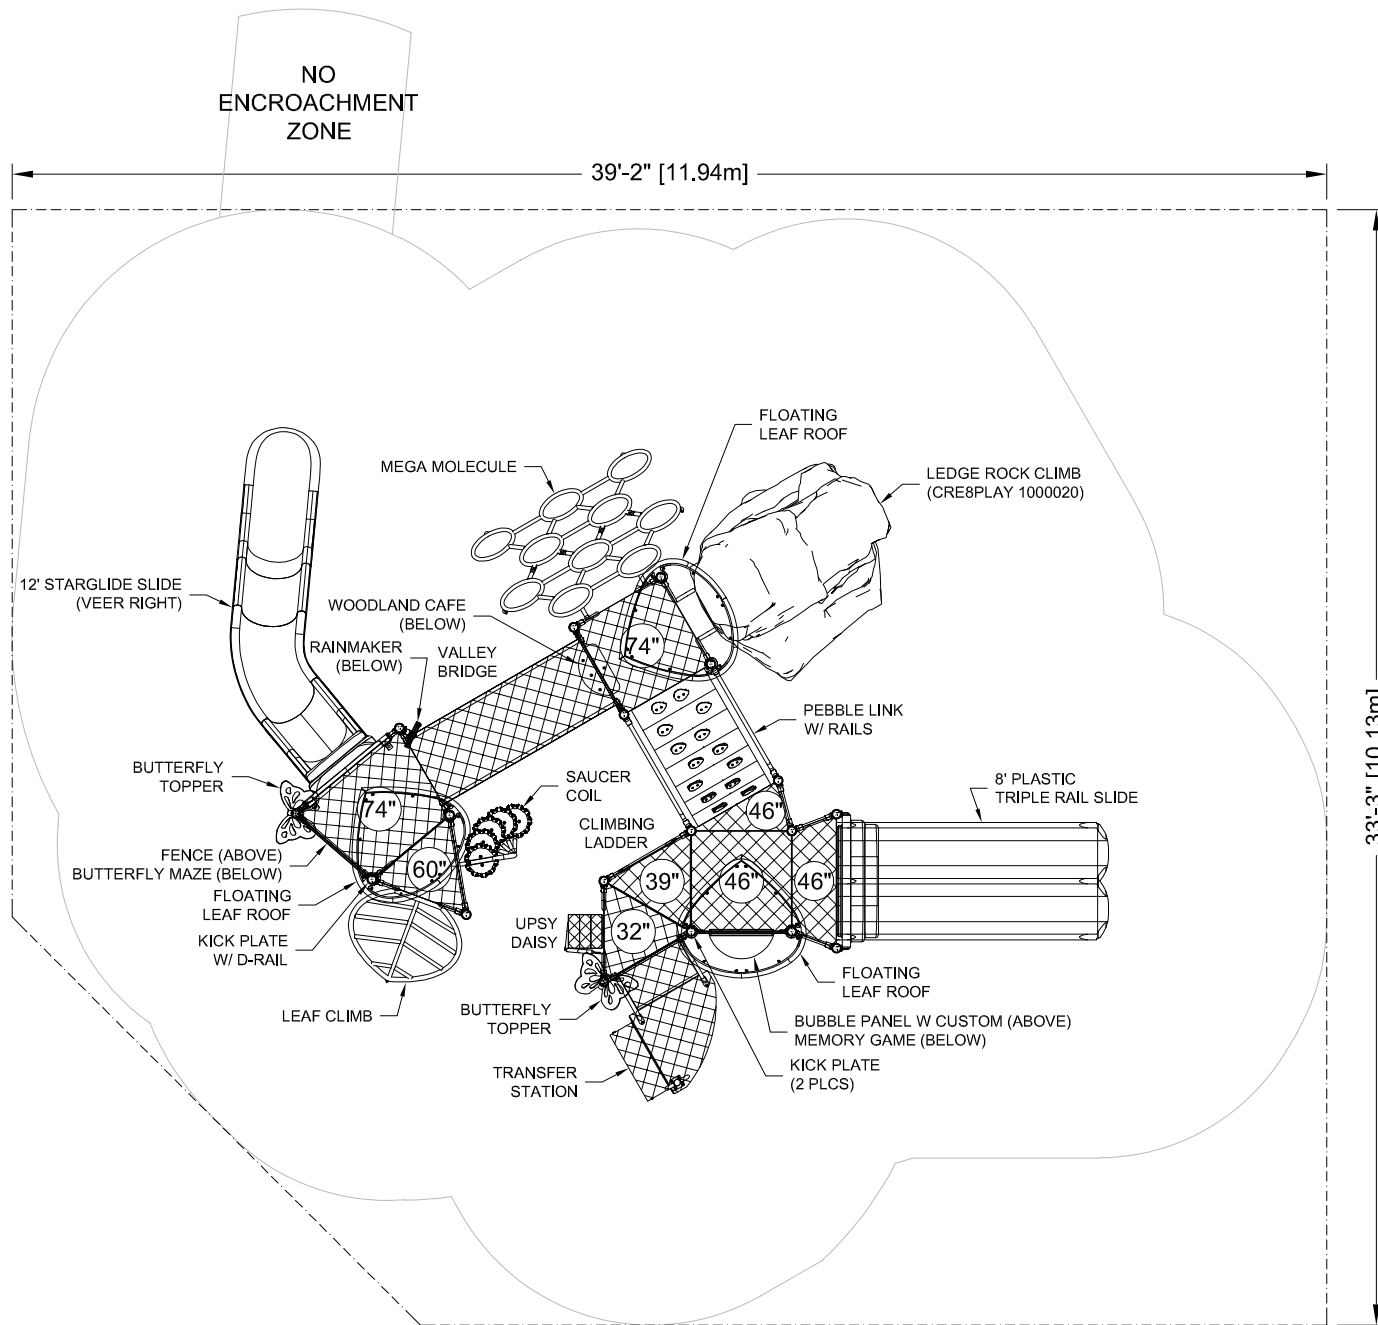 NO
ENCROACHMENT
ZONE
39'-2" [11.94m]
33'-3" [10.13m]
FLOATING
LEAF ROOF
MEGA MOLECULE
LEDGE ROCK CLIMB
(CRE8PLAY 1000020)
12' STARGLIDE SLIDE
(VEER RIGHT)
WOODLAND CAFE
(BELOW)
RAINMAKER
(BELOW)
VALLEY
BRIDGE
74"
PEBBLE LINK
W/ RAILS
BUTTERFLY
TOPPER
74"
SAUCER
COIL
8' PLASTIC
TRIPLE RAIL SLIDE
46"
CLIMBING
LADDER
FENCE (ABOVE)
BUTTERFLY MAZE (BELOW)
60"
39"
46"
46"
FLOATING
LEAF ROOF
KICK PLATE
W/ D-RAIL
UPSY
DAISY
32"
LEAF CLIMB
BUTTERFLY
TOPPER
FLOATING
LEAF ROOF
BUBBLE PANEL W CUSTOM (ABOVE)
MEMORY GAME (BELOW)
TRANSFER
STATION
KICK PLATE
(2 PLCS)